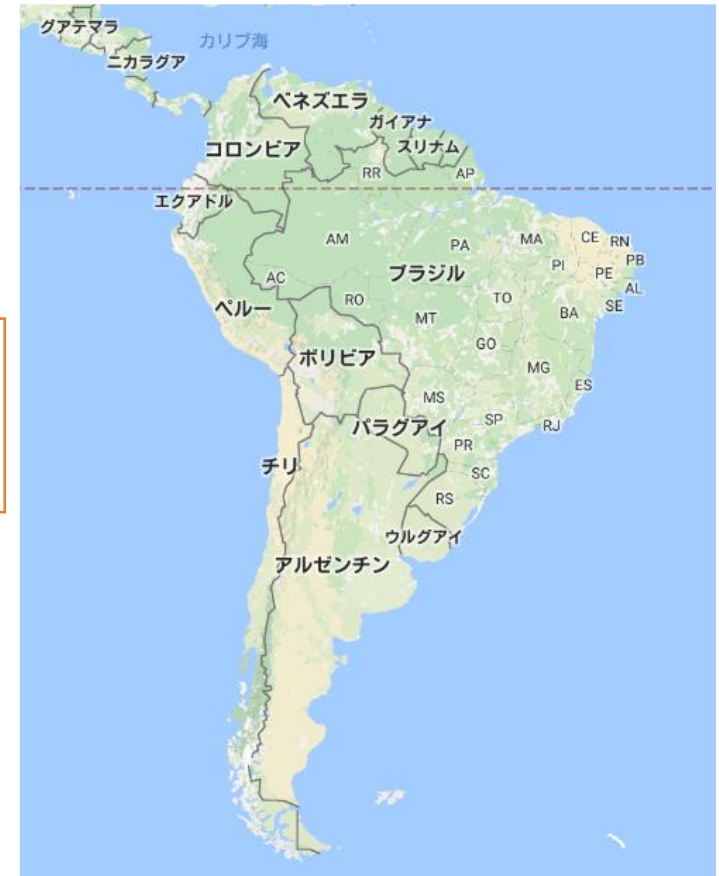 グアテマラ
カリブ海
ニカラグア
ベネズエラ
ガイアナ
コロンビア
スリナム
RR
AP
エクアドル
AM
PA
MA
CE
RN
PB
PI
PE
ブラジル
AC
AL
TO
SE
RO
BA
ペルー
MT
GO
ボリビア
MG
ES
MS
SP
RJ
パラグアイ
PR
チリ
SC
RS
ウルグアイ
アルゼンチン